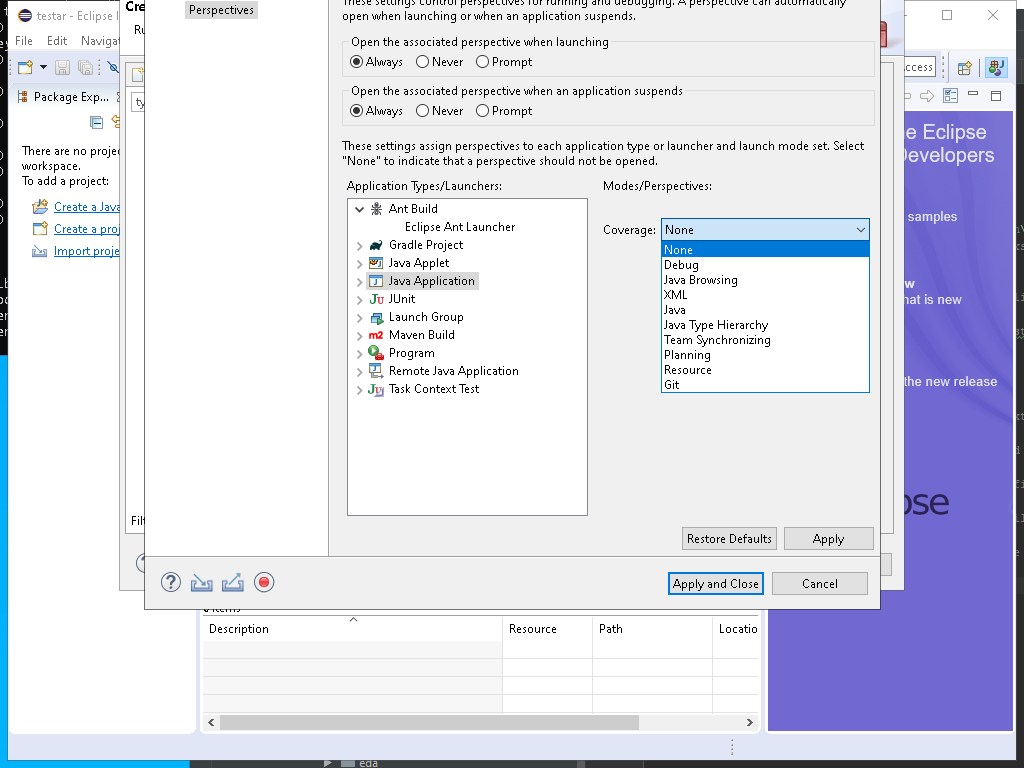 testar - Eclipse
Cre
Perspectives
These settings control perspectives for running and debugging. A perspective can automatically
open when launching or when an application suspends.
File Edit Navigat
Ru
Open the associated perspective when launching
Always Never Prompt
ccess
Package Exp...
ty
Open the associated perspective when an application suspends
Always Never Prompt
e Eclipse
Developers
There are no proje
workspace.
To add a project:
These settings assign perspectives to each application type or launcher and launch mode set. Select
"None" to indicate that a perspective should not be opened.
Application Types/Launchers:
Modes/Perspectives:
Create a Java
Create a proj
Import proje
Ant Build
Eclipse Ant Launcher
Gradle Project
Java Applet
Java Application
JUnit
Launch Group
Maven Build
Program
Remote Java Application
Task Context Test
Coverage: None
None
Debug
Java Browsing
XML
Java
Java Type Hierarchy
Team Synchronizing
Planning
Resource
Git
samples
w
hat is new
the new release
pse
Filt
Restore Defaults Apply
Apply and Close Cancel
items
Description Resource Path Locatio
eda